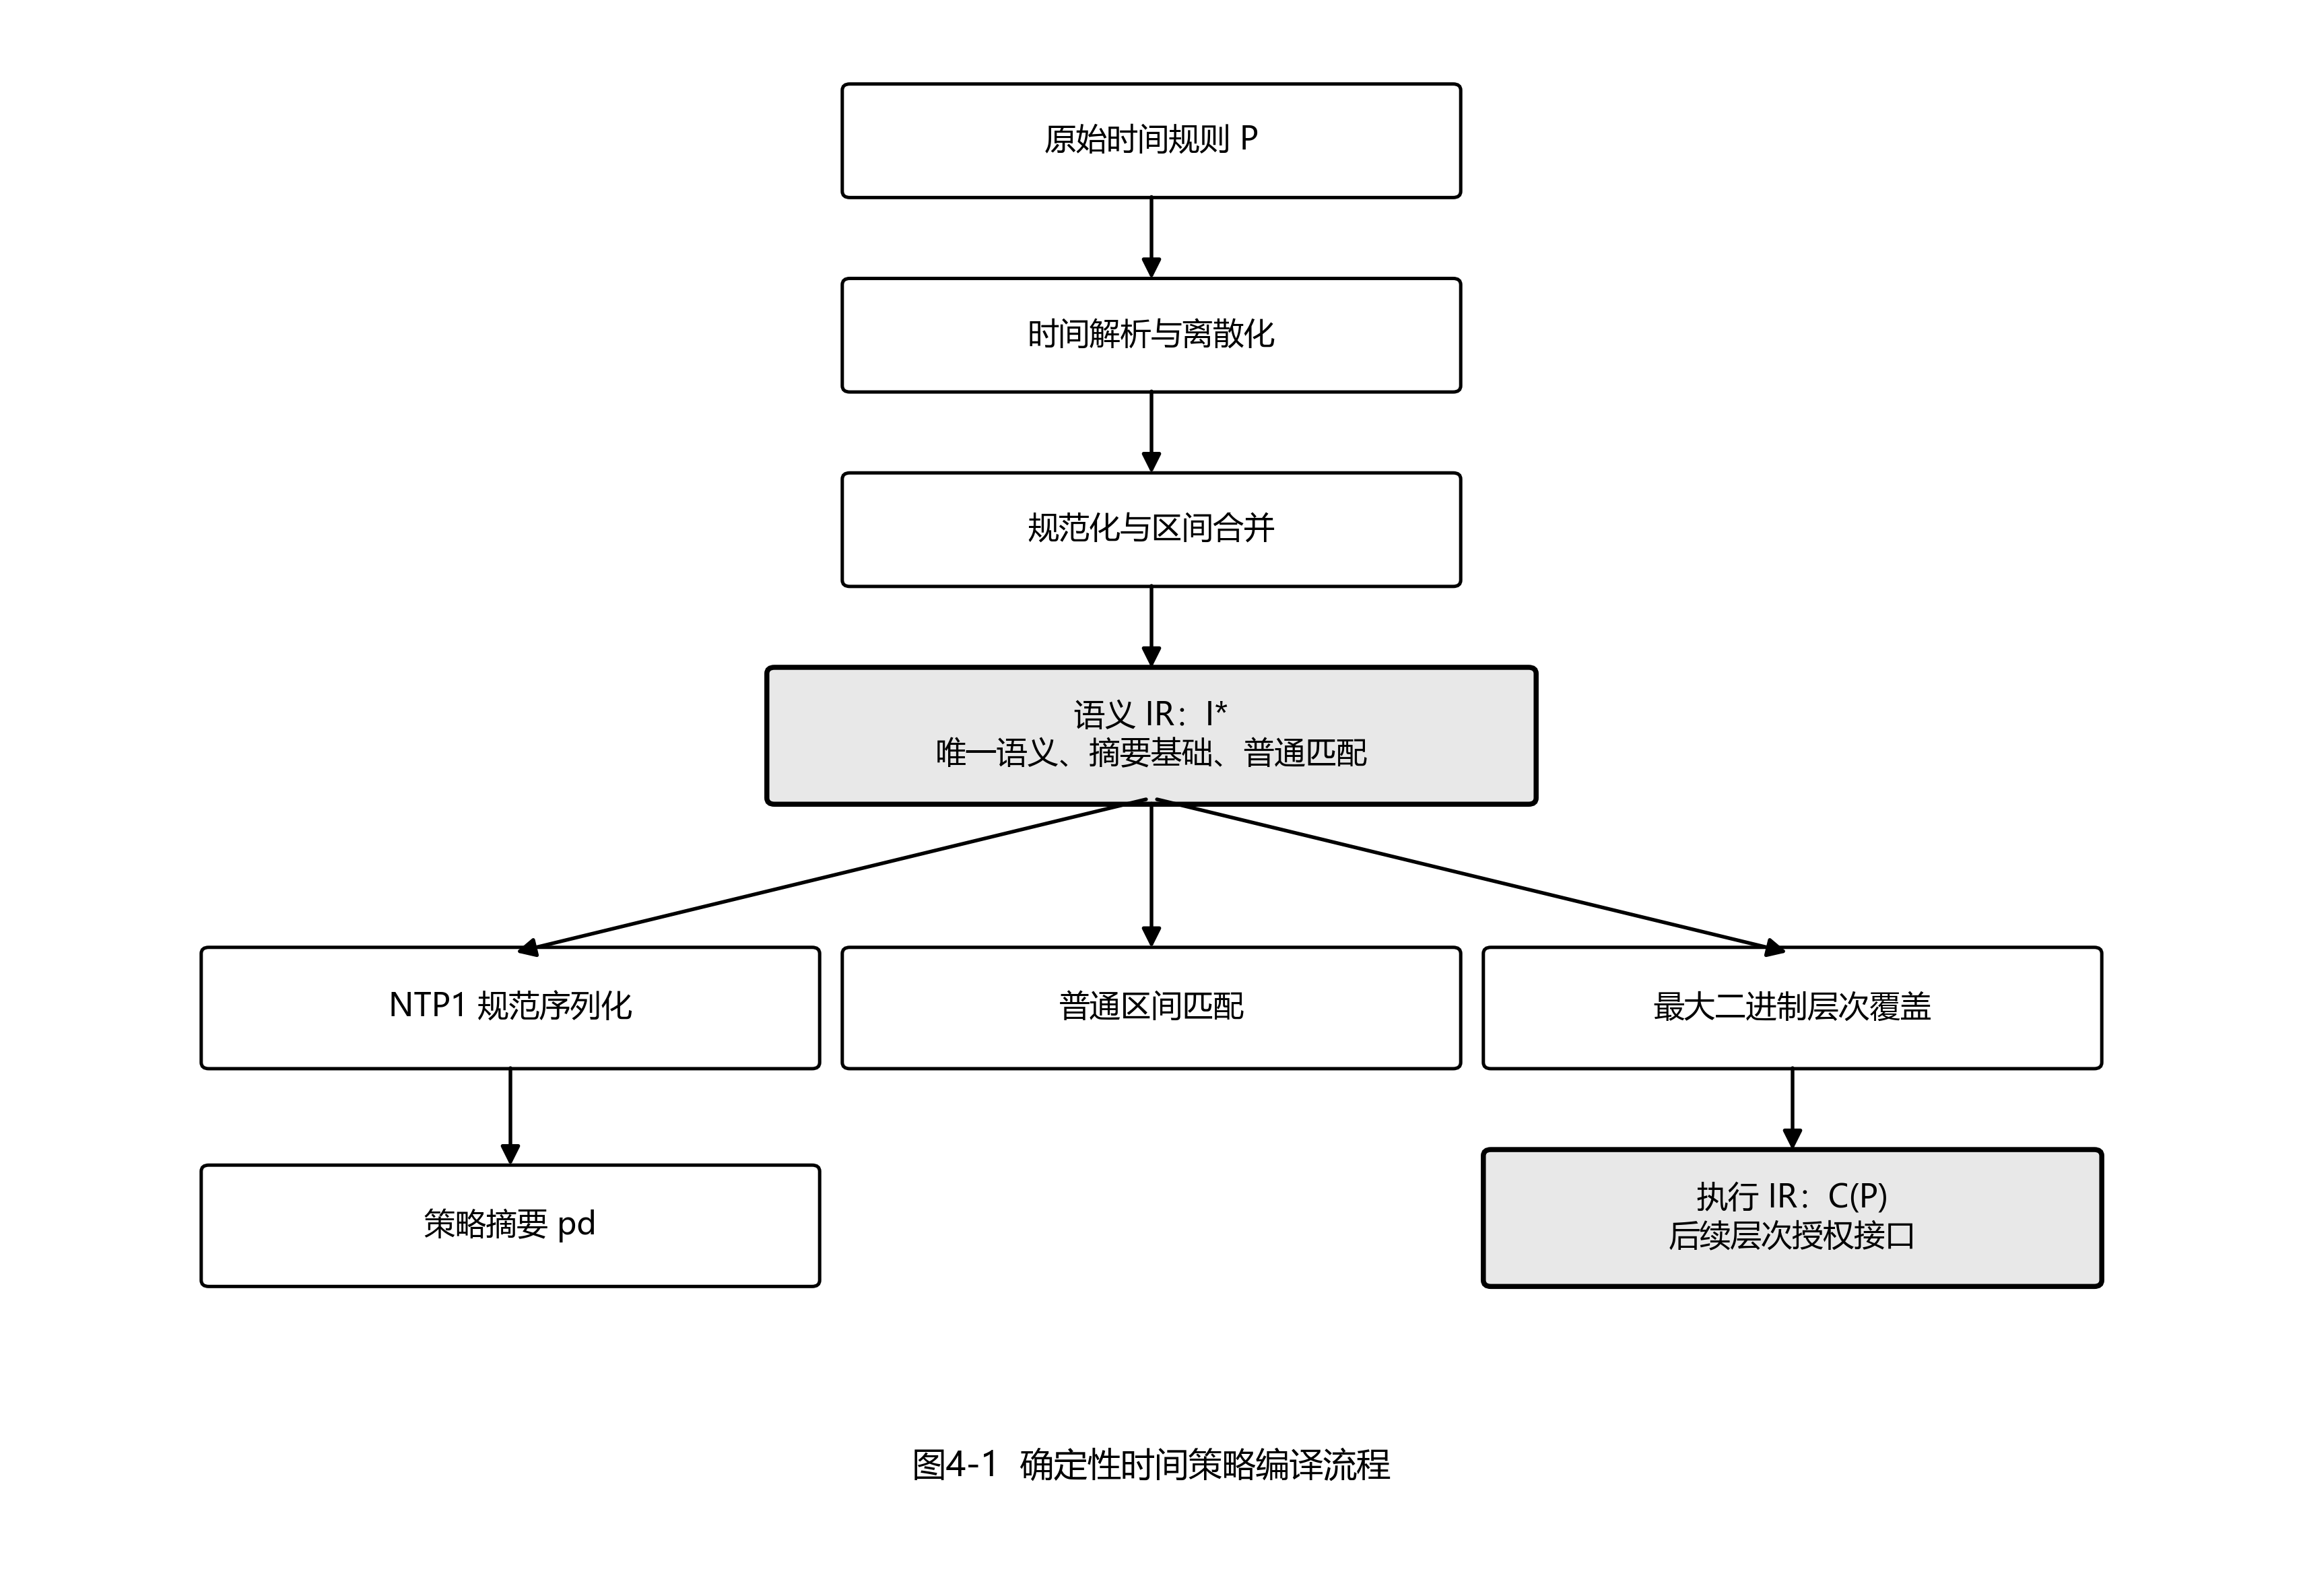 原始时间规则 P
时间解析与离散化
规范化与区间合并
语义 IR：I*
唯一语义、摘要基础、普通匹配
NTP1 规范序列化
普通区间匹配
最大二进制层次覆盖
策略摘要 pd
执行 IR：C(P)
后续层次授权接口
图4-1 确定性时间策略编译流程